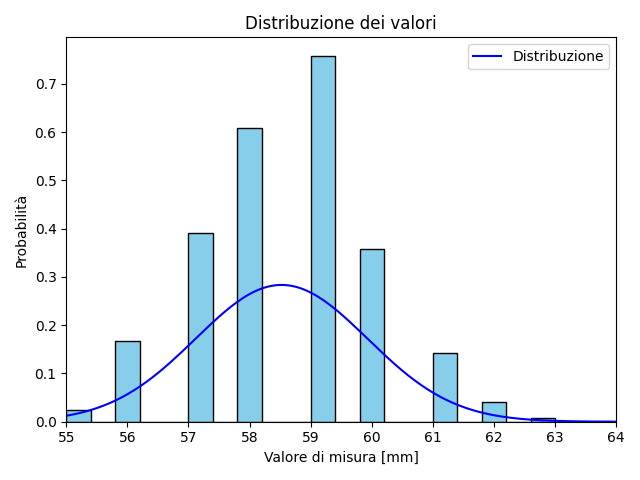 Distribuzione dei valori
Distribuzione
Probabilità
0.7
0.6
0.5
0.4
0.3
0.2
0.1
0.0
55 56 57 58 59 60 61 62 63 64
Valore di misura [mm]